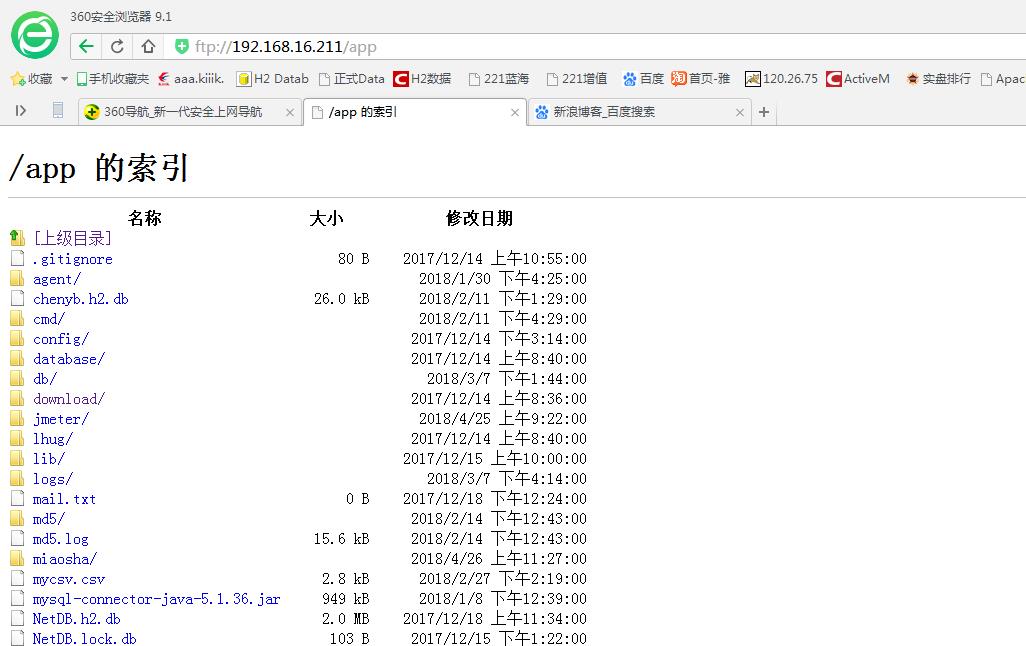 360安全浏览器 9.1
ftp://192.168.16.211/app
收藏 手机收藏夹 aaa.kiiik. H2 Datab 正式Data H2数据 221蓝海 221增值 百度 首页-雅 120.26.75 ActiveM 实盘排行 Apac
360导航_新一代安全上网导航 /app 的索引 新浪博客_百度搜索
/app 的索引
名称 大小 修改日期
[上级目录]
.gitignore 80 B 2017/12/14 上午10:55:00
agent/ 2018/1/30 下午4:25:00
chenyb.h2.db 26.0 kB 2018/2/11 下午1:29:00
cmd/ 2018/2/11 下午4:29:00
config/ 2017/12/14 下午3:14:00
database/ 2017/12/14 上午8:40:00
db/ 2018/3/7 下午1:44:00
download/ 2017/12/14 上午8:36:00
jmeter/ 2018/4/25 上午9:22:00
lhug/ 2017/12/14 上午8:40:00
lib/ 2017/12/15 上午10:00:00
logs/ 2018/3/7 下午4:14:00
mail.txt 0 B 2017/12/18 下午12:24:00
md5/ 2018/2/14 下午12:43:00
md5.log 15.6 kB 2018/2/14 下午12:43:00
miaosha/ 2018/4/26 上午11:27:00
mycsv.csv 2.8 kB 2018/2/27 下午2:19:00
mysql-connector-java-5.1.36.jar 949 kB 2018/1/8 下午12:39:00
NetDB.h2.db 2.0 MB 2017/12/18 上午11:34:00
NetDB.lock.db 103 B 2017/12/15 下午1:22:00